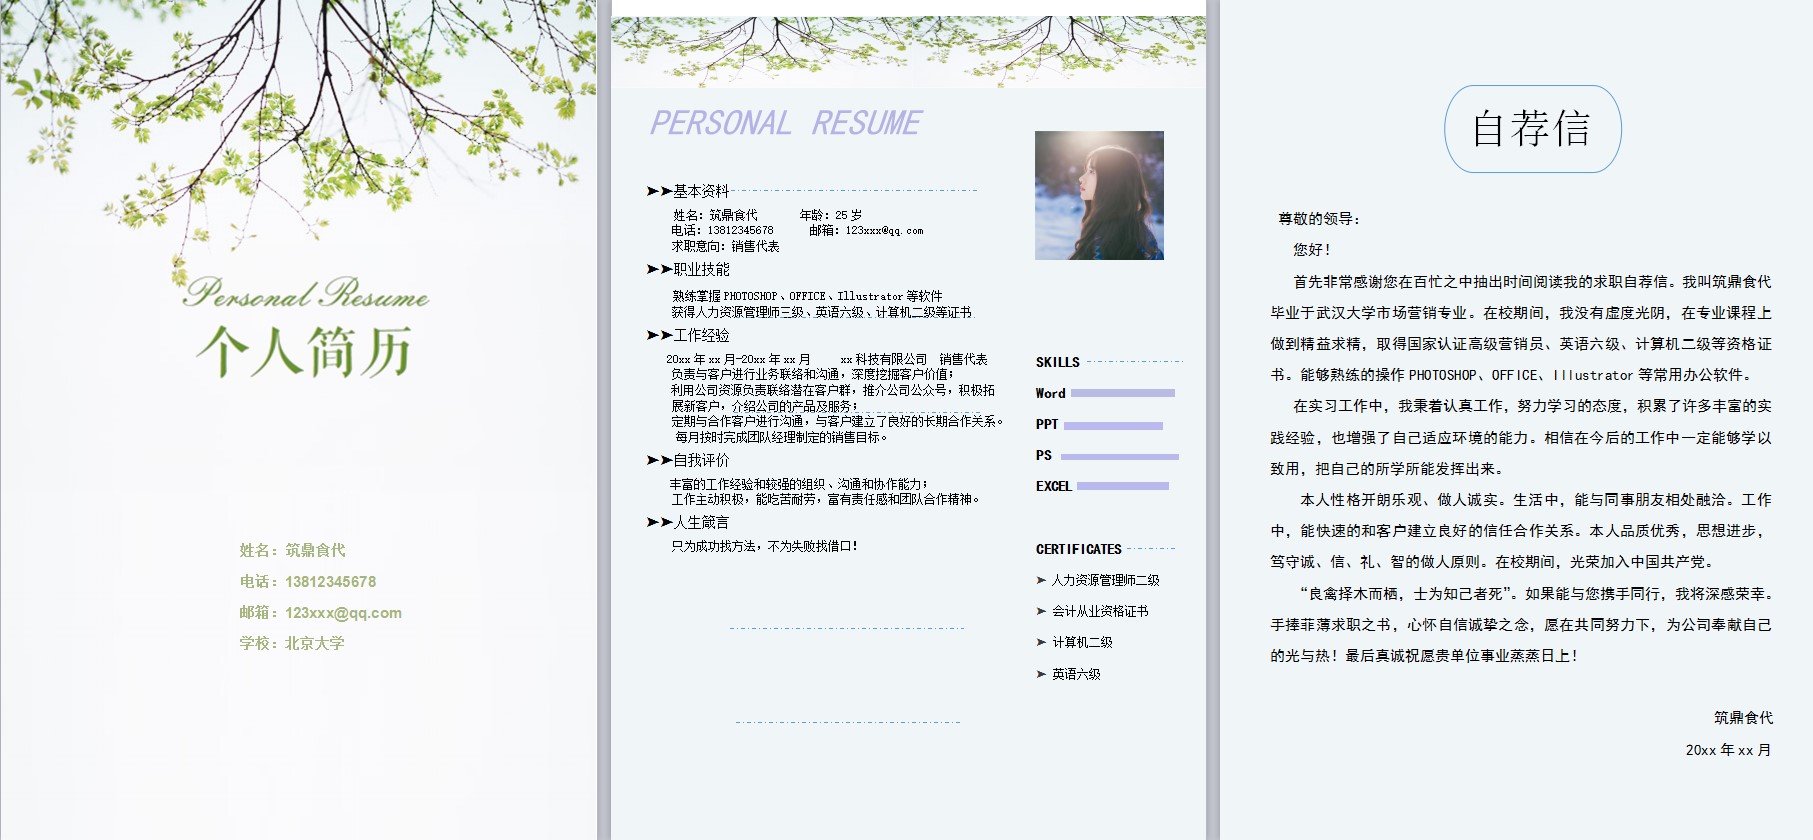 Personal Resume
个人简历
姓名：筑鼎食代
电话：13812345678
邮箱：123xxx@qq.com
学校：北京大学
PERSONAL RESUME
基本资料
姓名：筑鼎食代 年龄：25 岁
电话：13812345678 邮箱：123xxx@qq.com
求职意向：销售代表
职业技能
熟练掌握 PHOTOSHOP、OFFICE、Illustrator 等软件
获得人力资源管理师三级、英语六级、计算机二级等证书
工作经验
20xx 年 xx 月-20xx 年 xx 月 xx 科技有限公司 销售代表
负责与客户进行业务联络和沟通，深度挖掘客户价值；
利用公司资源负责联络潜在客户群，推介公司公众号，积极拓
展新客户，介绍公司的产品及服务；
定期与合作客户进行沟通，与客户建立了良好的长期合作关系。
每月按时完成团队经理制定的销售目标。
自我评价
丰富的工作经验和较强的组织、沟通和协作能力；
工作主动积极，能吃苦耐劳，富有责任感和团队合作精神。
人生箴言
只为成功找方法，不为失败找借口！
SKILLS
Word
PPT
PS
EXCEL
CERTIFICATES
人力资源管理师二级
会计从业资格证书
计算机二级
英语六级
自荐信
尊敬的领导：
您好！
首先非常感谢您在百忙之中抽出时间阅读我的求职自荐信。我叫筑鼎食代
毕业于武汉大学市场营销专业。在校期间，我没有虚度光阴，在专业课程上
做到精益求精，取得国家认证高级营销员、英语六级、计算机二级等资格证
书。能够熟练的操作 PHOTOSHOP、OFFICE、Illustrator 等常用办公软件。
在实习工作中，我秉着认真工作，努力学习的态度，积累了许多丰富的实
践经验，也增强了自己适应环境的能力。相信在今后的工作中一定能够学以
致用，把自己的所学所能发挥出来。
本人性格开朗乐观、做人诚实。生活中，能与同事朋友相处融洽。工作
中，能快速的和客户建立良好的信任合作关系。本人品质优秀，思想进步，
笃守诚、信、礼、智的做人原则。在校期间，光荣加入中国共产党。
“良禽择木而栖，士为知己者死”。如果能与您携手同行，我将深感荣幸。
手捧菲薄求职之书，心怀自信诚挚之念，愿在共同努力下，为公司奉献自己
的光与热！最后真诚祝愿贵单位事业蒸蒸日上！
筑鼎食代
20xx 年 xx 月